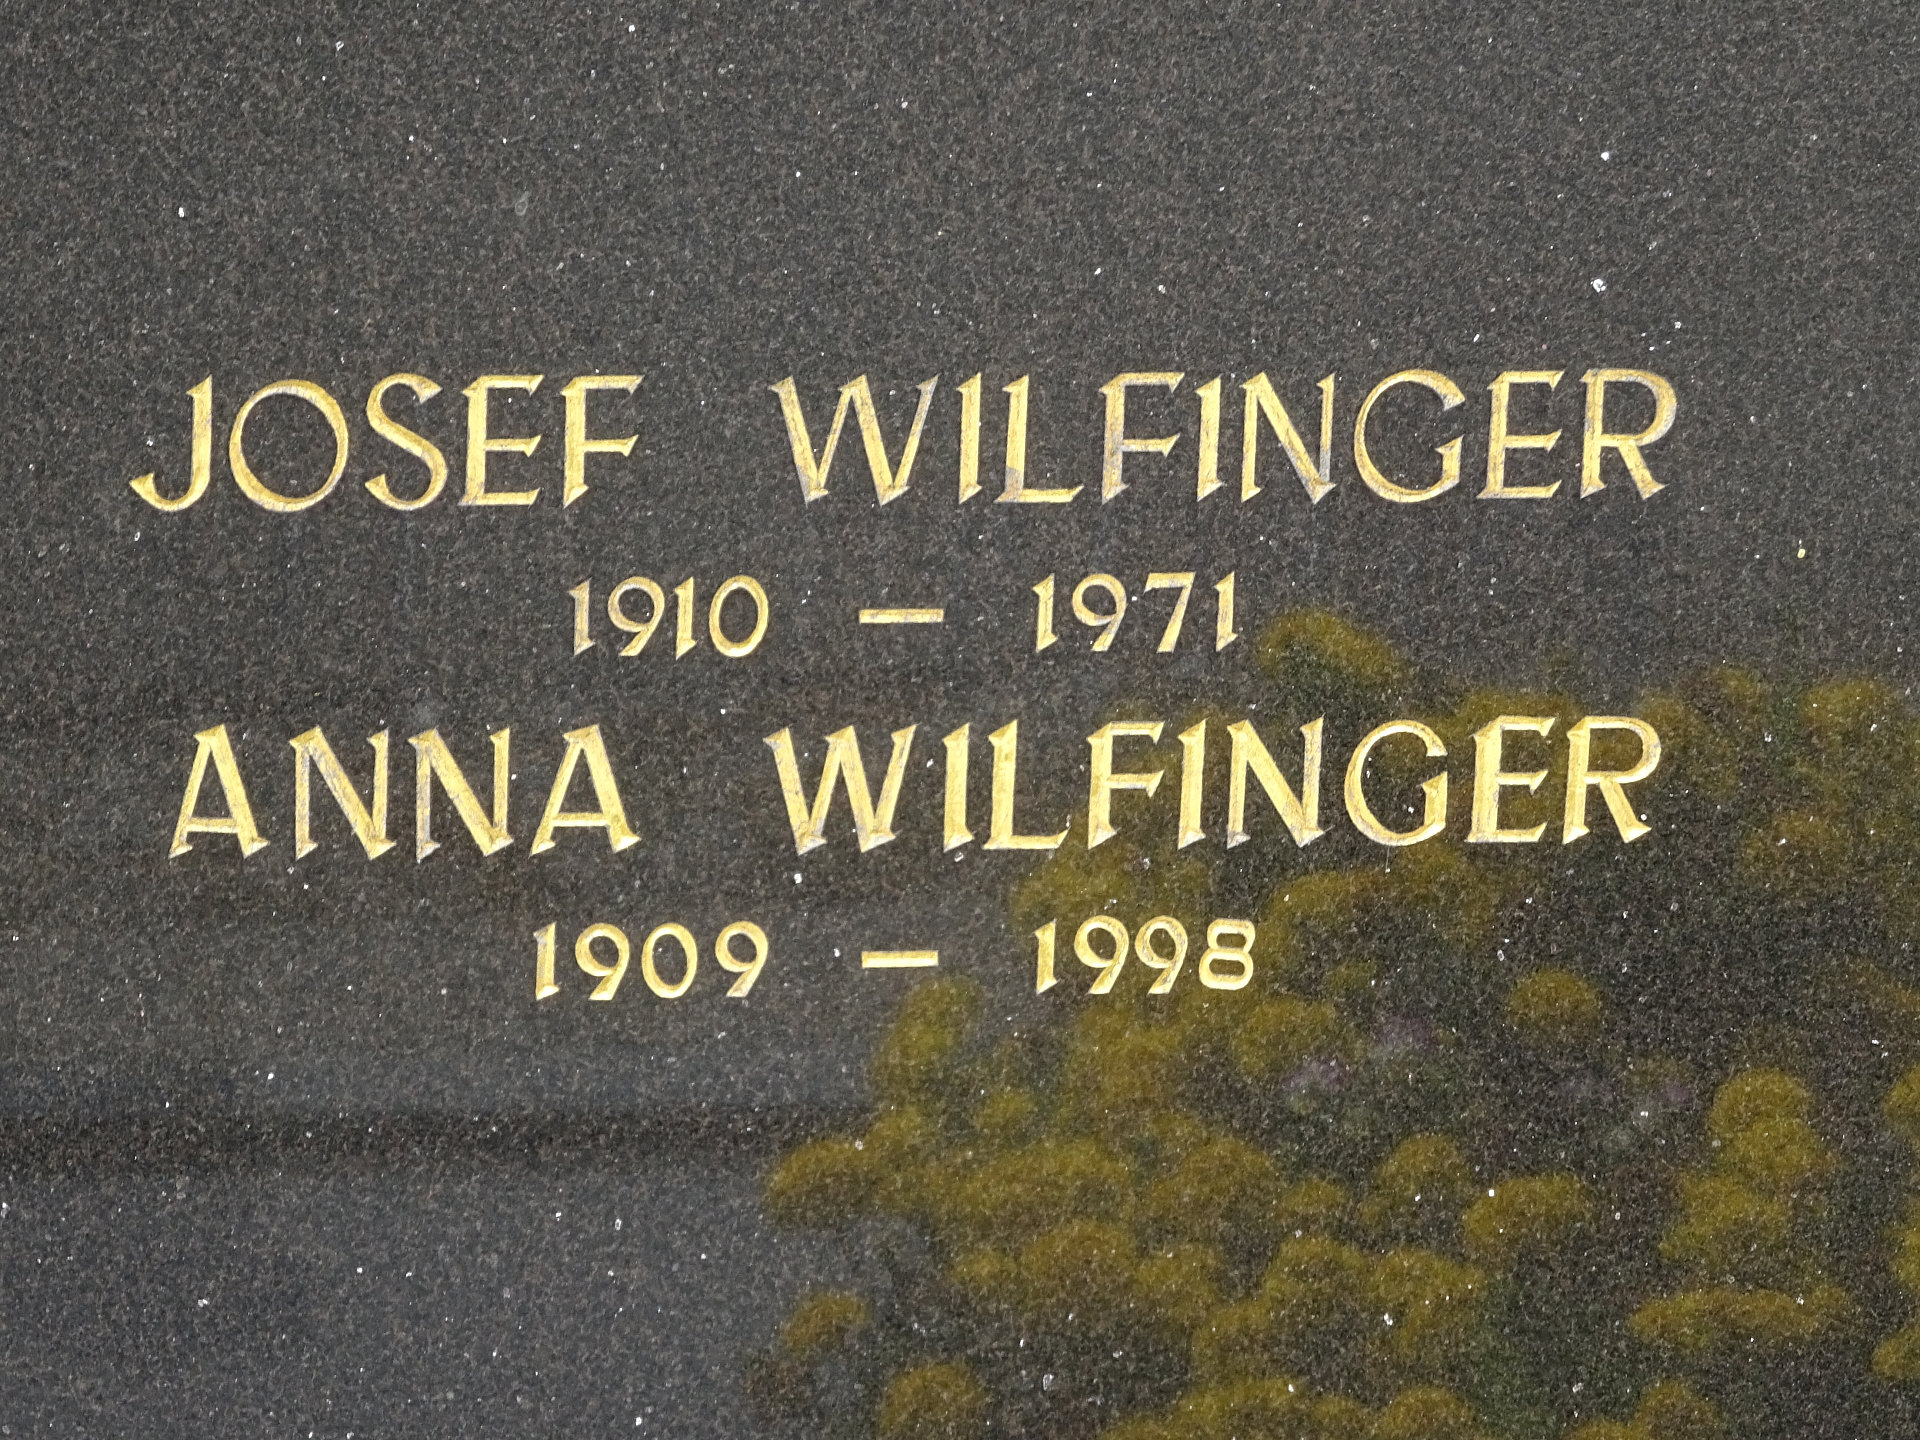 JOSEF WILFINGER
1910 – 1971
ANNA WILFINGER
1909 – 1998